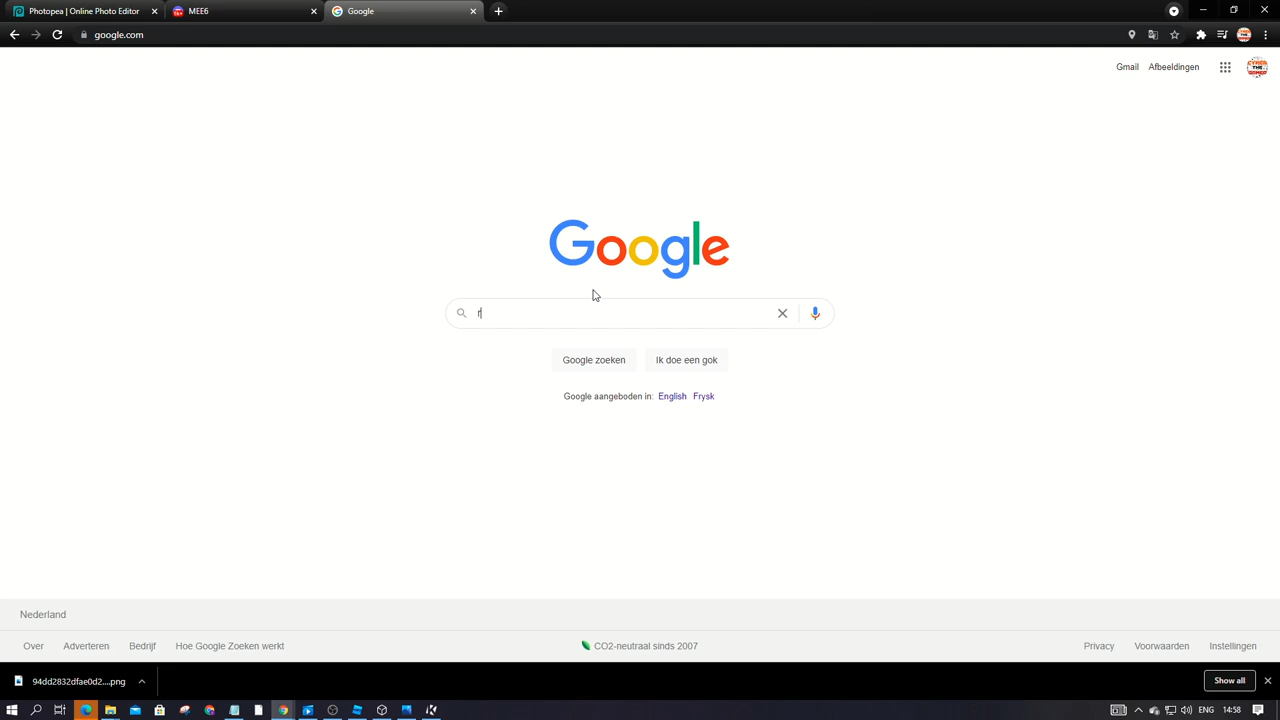 Photopea | Online Photo Editor
MEE6
Google
google.com
Gmail
Afbeeldingen
Google
r
Google zoeken
Ik doe een gok
Google aangeboden in: English Frysk
Nederland
Over
Adverteren
Bedrijf
Hoe Google Zoeken werkt
CO2-neutraal sinds 2007
Privacy
Voorwaarden
Instellingen
94dd2832dfae0d2....png
Show all
ENG
14:58